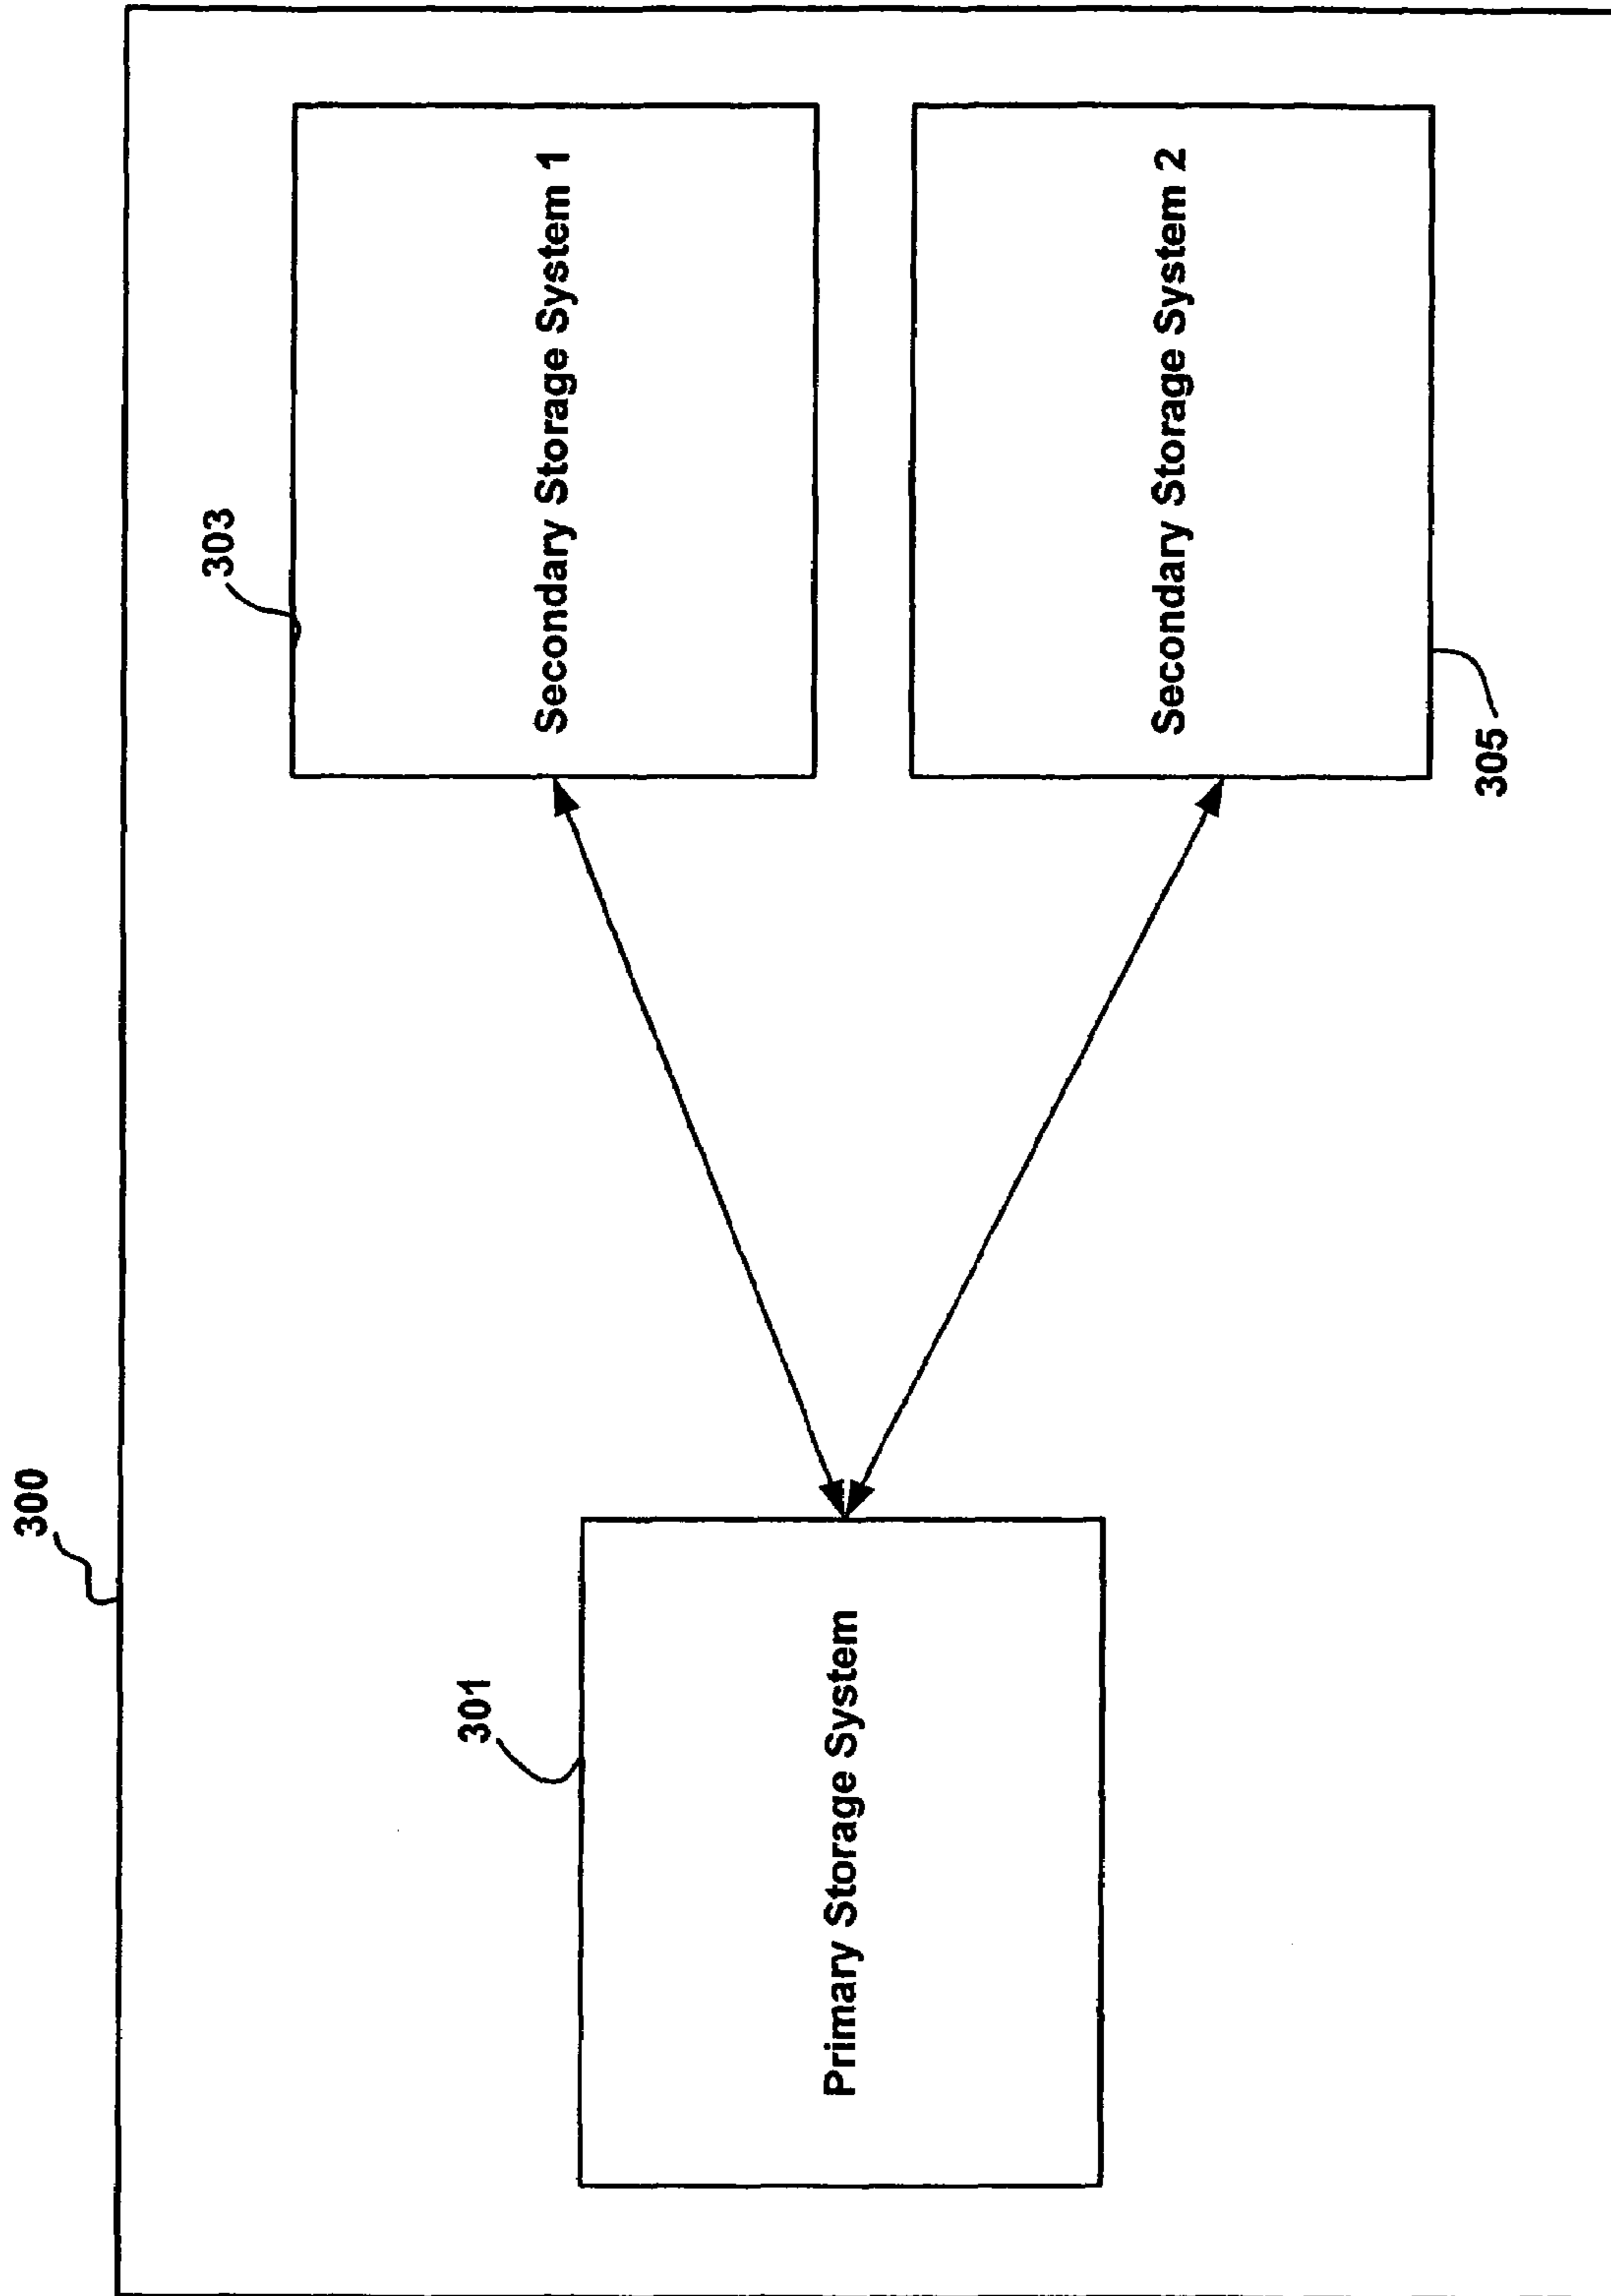 300
303
Secondary Storage System 1
301
Primary Storage System
Secondary Storage System 2
305